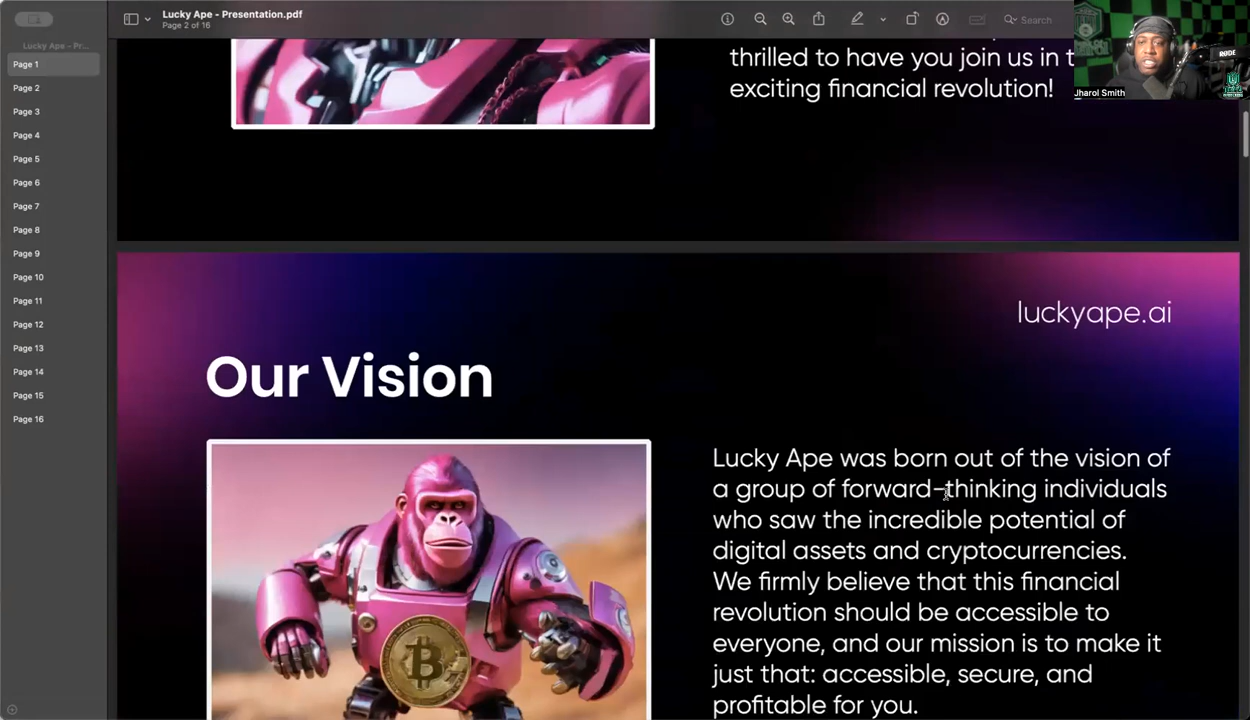 Lucky Ape - Presentation.pdf
Page 2 of 16
Search
Lucky Ape - Pr...
Page 1
Page 2
Page 3
Page 4
Page 5
Page 6
Page 7
Page 8
Page 9
Page 10
Page 11
Page 12
Page 13
Page 14
Page 15
Page 16
thrilled to have you join us in t
exciting financial revolution!
RØDE
Jharol Smith
luckyape.ai
Our Vision
Lucky Ape was born out of the vision of
a group of forward-thinking individuals
who saw the incredible potential of
digital assets and cryptocurrencies.
We firmly believe that this financial
revolution should be accessible to
everyone, and our mission is to make it
just that: accessible, secure, and
profitable for you.